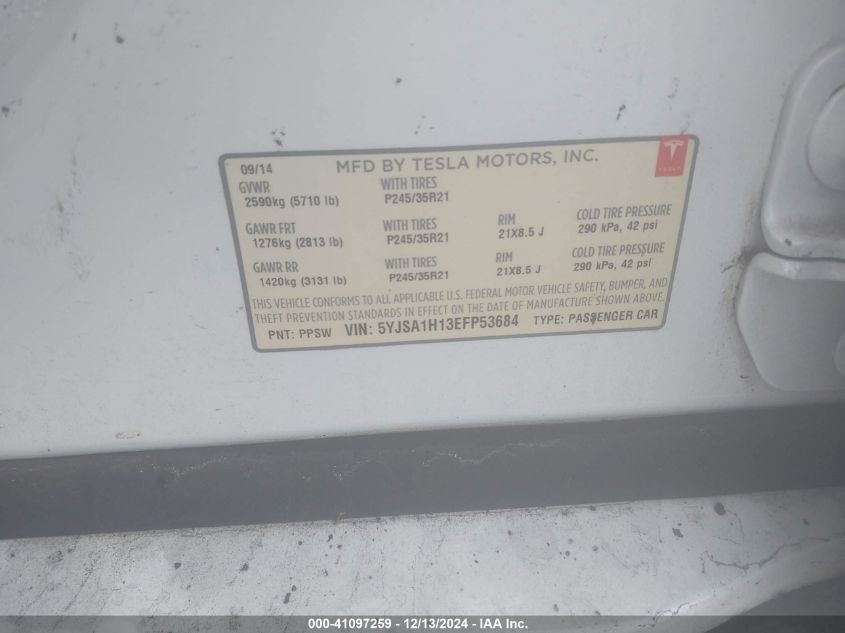 09/14 MFD BY TESLA MOTORS, INC.
TESLA
GVWR WITH TIRES
2590kg (5710 lb) P245/35R21
GAWR FRT WITH TIRES RIM COLD TIRE PRESSURE
1276kg (2813 lb) P245/35R21 21X8.5 J 290 kPa, 42 psi
GAWR RR WITH TIRES RIM COLD TIRE PRESSURE
1420kg (3131 lb) P245/35R21 21X8.5 J 290 kPa, 42 psi
THIS VEHICLE CONFORMS TO ALL APPLICABLE U.S. FEDERAL MOTOR VEHICLE SAFETY, BUMPER, AND
THEFT PREVENTION STANDARDS IN EFFECT ON THE DATE OF MANUFACTURE SHOWN ABOVE.
PNT: PPSW VIN: 5YJSA1H13EFP53684 TYPE: PASSENGER CAR
000-41097259 - 12/13/2024 - IAA Inc.